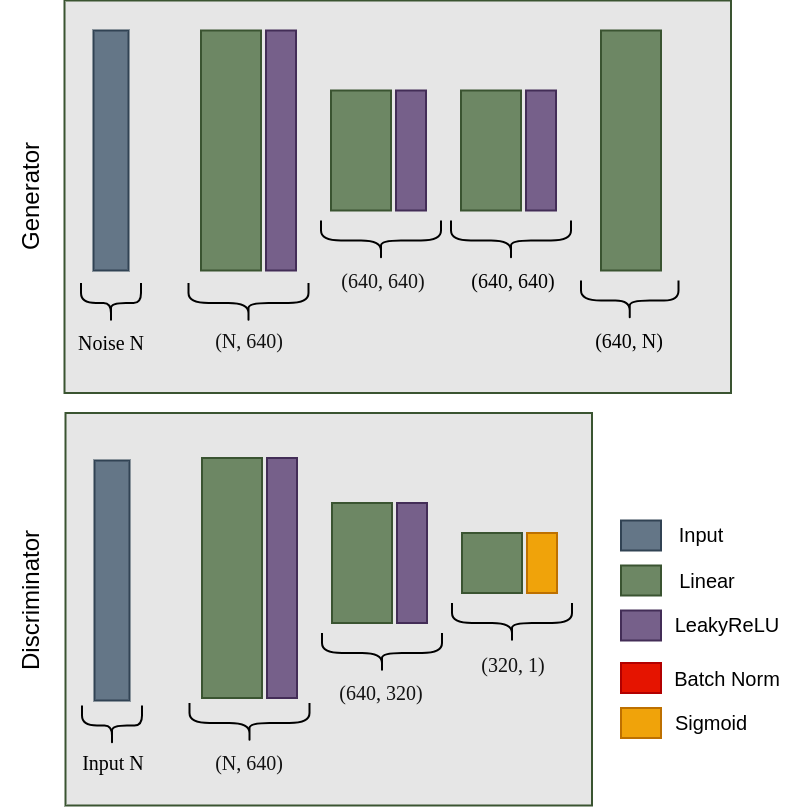 Generator
Noise N
(N, 640)
(640, 640)
(640, 640)
(640, N)
Discriminator
Input N
(N, 640)
(640, 320)
(320, 1)
Input
Linear
LeakyReLU
Batch Norm
Sigmoid